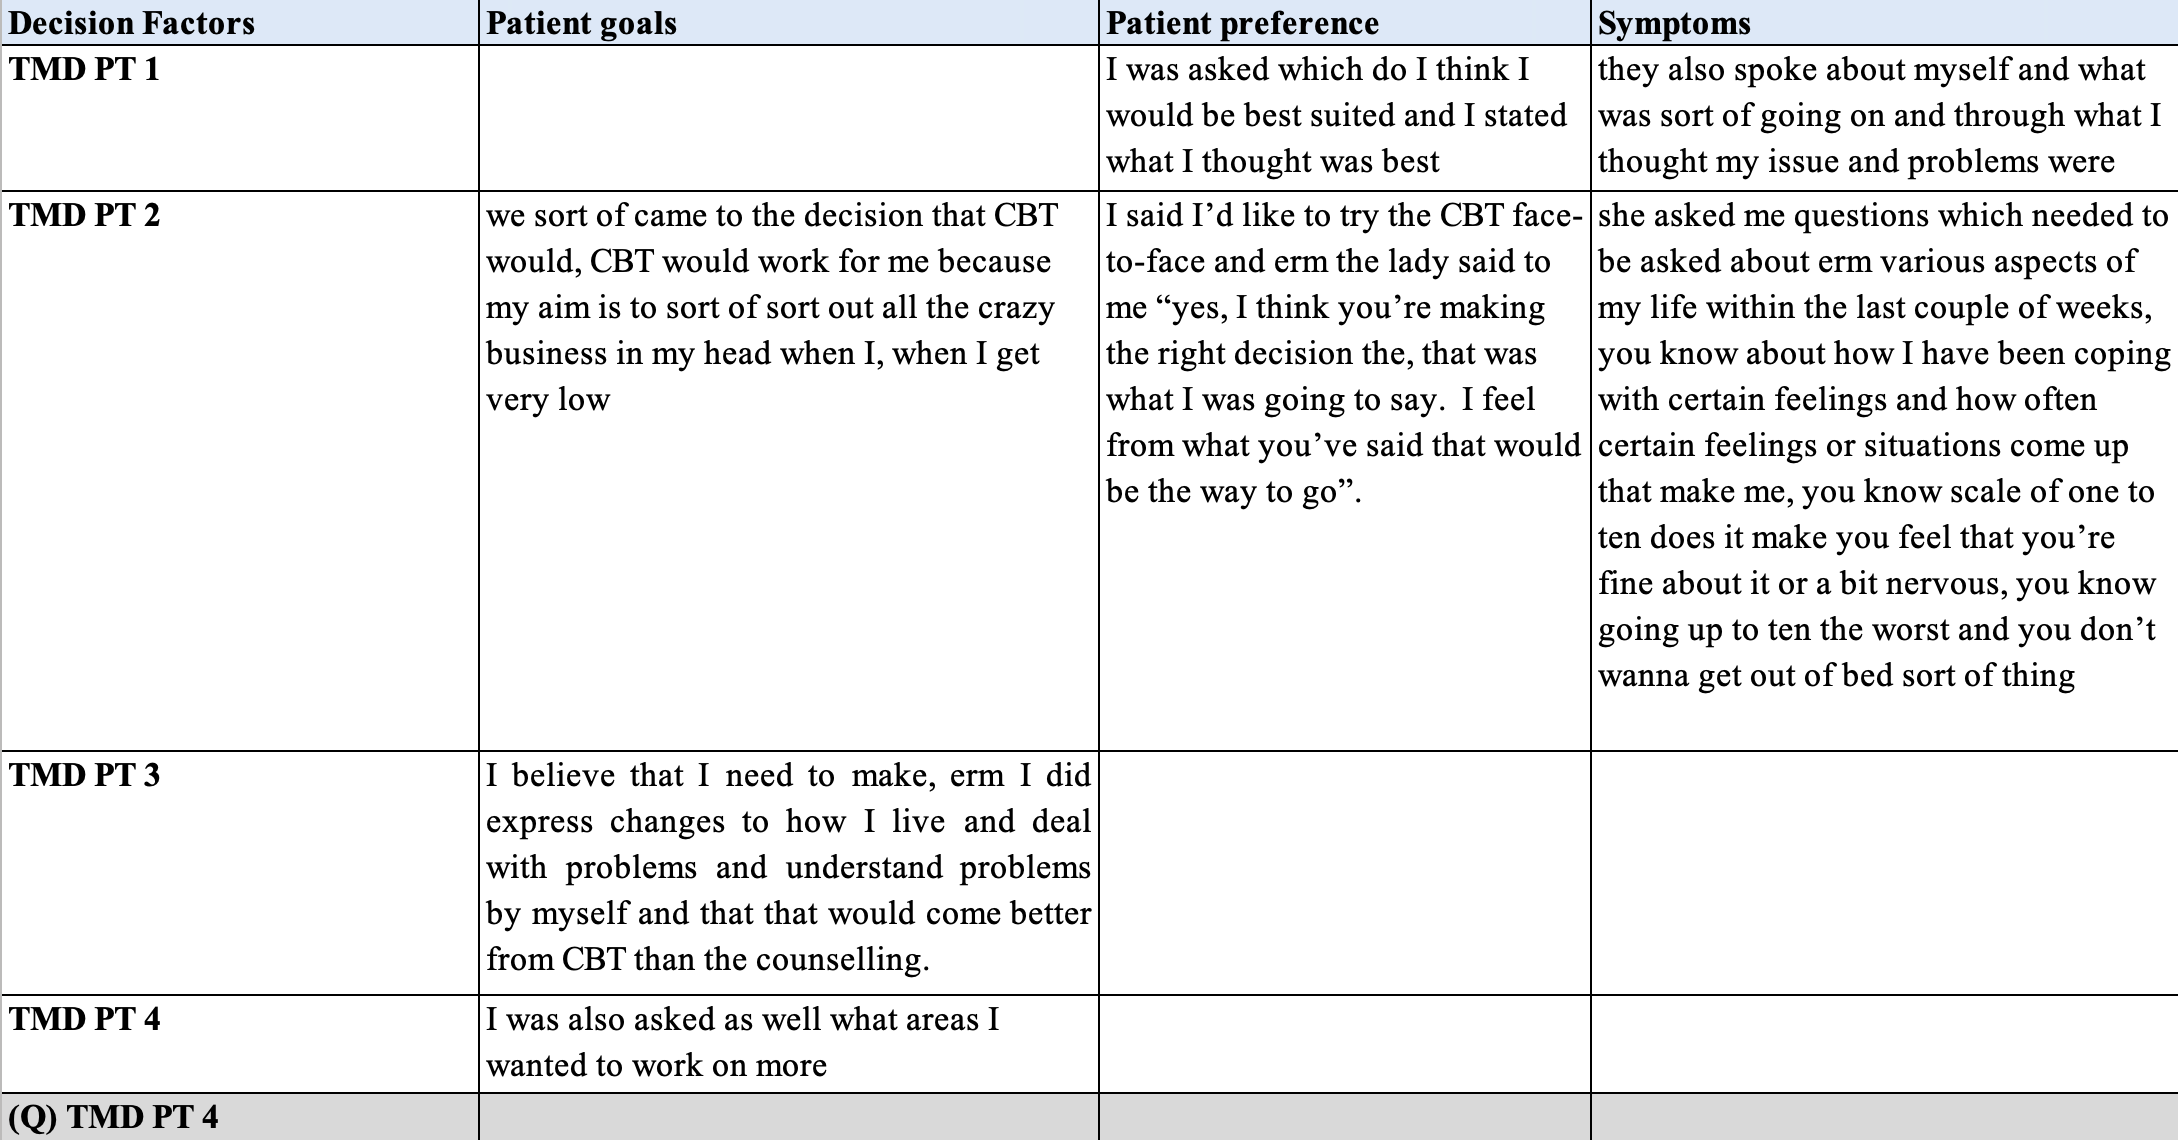 Decision Factors
Patient goals
Patient preference
Symptoms
TMD PT 1
I was asked which do I think I
would be best suited and I stated
what I thought was best
they also spoke about myself and what
was sort of going on and through what I
thought my issue and problems were
TMD PT 2
we sort of came to the decision that CBT
would, CBT would work for me because
my aim is to sort of sort out all the crazy
business in my head when I, when I get
very low
I said I’d like to try the CBT face-
to-face and erm the lady said to
me “yes, I think you’re making
the right decision the, that was
what I was going to say.  I feel
from what you’ve said that would
be the way to go”.
she asked me questions which needed to
be asked about erm various aspects of
my life within the last couple of weeks,
you know about how I have been coping
with certain feelings and how often
certain feelings or situations come up
that make me, you know scale of one to
ten does it make you feel that you’re
fine about it or a bit nervous, you know
going up to ten the worst and you don’t
wanna get out of bed sort of thing
TMD PT 3
I believe that I need to make, erm I did
express changes to how I live and deal
with problems and understand problems
by myself and that that would come better
from CBT than the counselling.
TMD PT 4
I was also asked as well what areas I
wanted to work on more
(Q) TMD PT 4